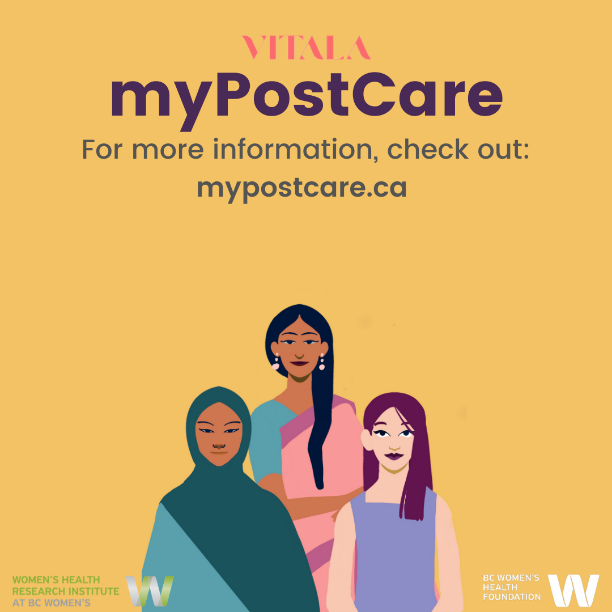 VITALA
myPostCare
For more information, check out:
mypostcare.ca
WOMEN'S HEALTH
RESEARCH INSTITUTE
AT BC WOMEN'S
W
BC WOMEN'S
HEALTH
FOUNDATION
W